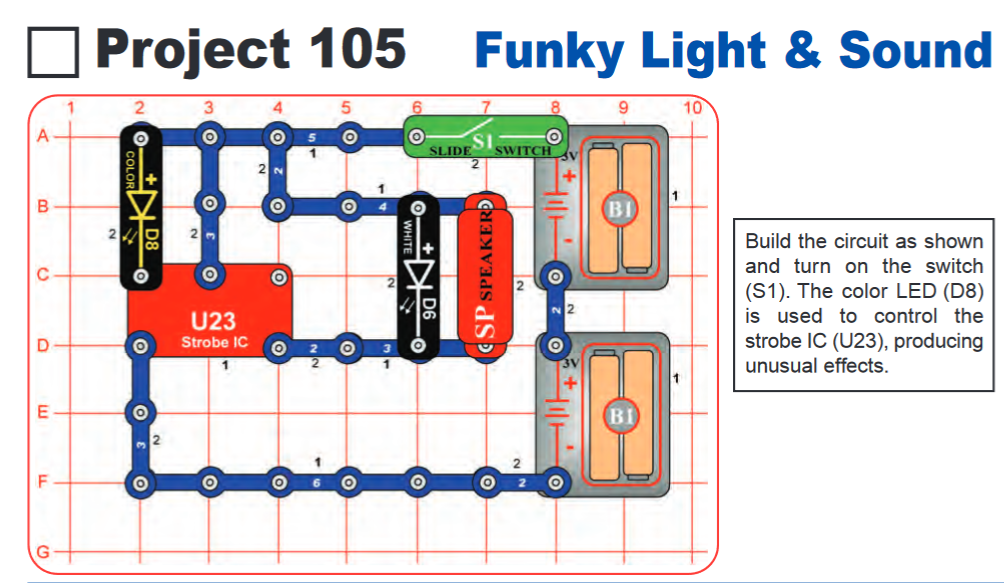 Project 105 Funky Light & Sound
1 2 3 4 5 6 7 8 9 10
A
5
1
S1
SLIDE SWITCH
2
3V
+
COLOR
+
D8
2
2
2
B
1
4
B1
1
-
2
3
WHITE
+
D6
2
SP SPEAKER
2
C
U23
Strobe IC
2
2
D
1
2
2
3
1
3V
+
B1
1
-
E
3
2
F
1
6
2
2
G
Build the circuit as shown
and turn on the switch
(S1). The color LED (D8)
is used to control the
strobe IC (U23), producing
unusual effects.